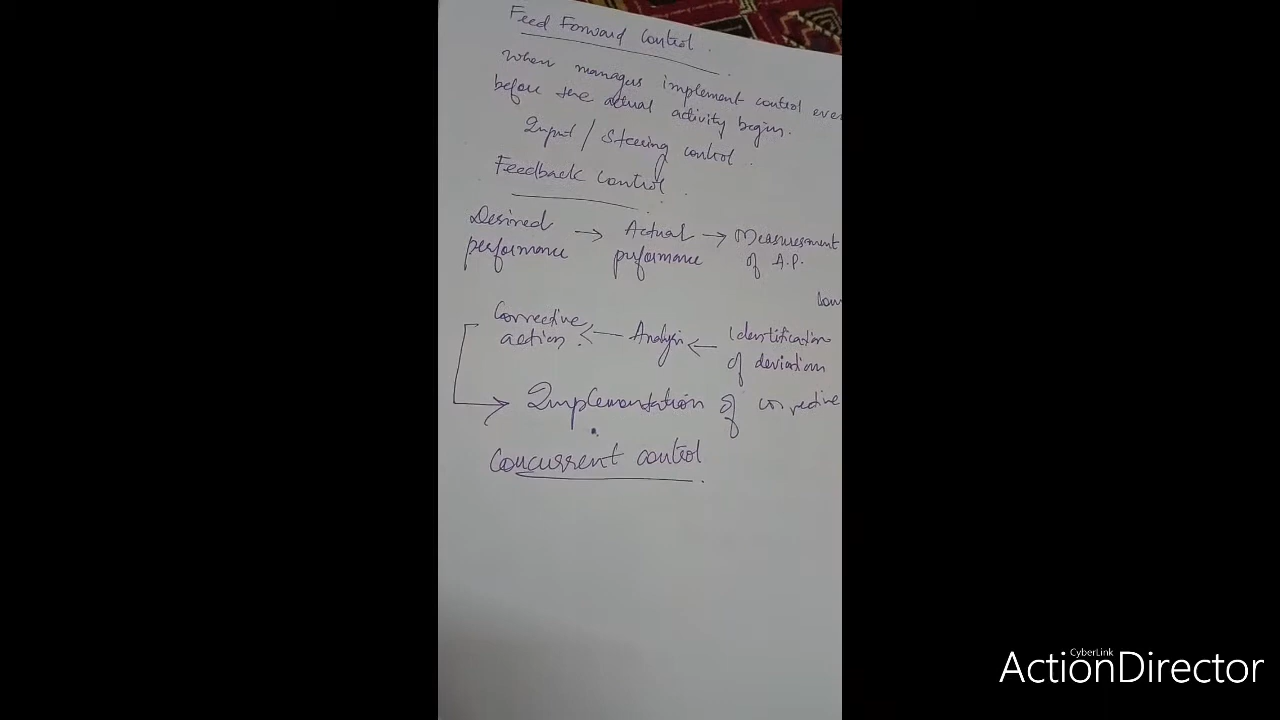 Feed Forward Control.
When managers implement control even
before the actual activity begin.
Input / Steering control.
Feedback Control.
Desired → Actual → Measurement
performance performance of A.P.
Corrective ← Analysis ← Identification
action. of deviation
→ Implementation of corrective
Concurrent control.
CyberLink
ActionDirector